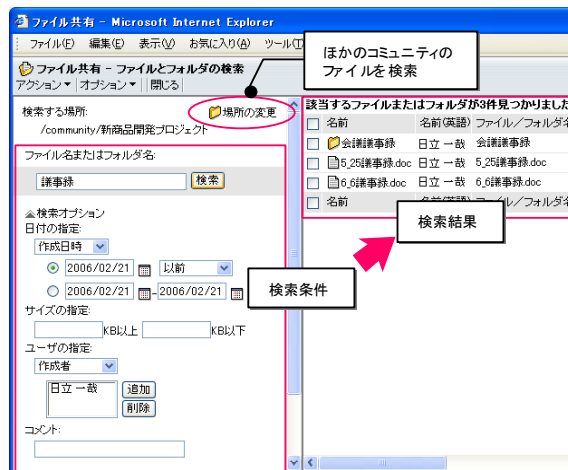 ファイル共有 - Microsoft Internet Explorer
ファイル(F) 編集(E) 表示(V) お気に入り(A) ツール(T)
ファイル共有 - ファイルとフォルダの検索
アクション▼ | オプション▼ | 閉じる
ほかのコミュニティの
ファイルを検索
検索する場所:
場所の変更
/community/新商品開発プロジェクト
ファイル名またはフォルダ名:
議事録 検索
検索オプション
日付の指定:
作成日時
2006/02/21 以前
2006/02/21 - 2006/02/21
サイズの指定:
KB以上 KB以下
ユーザの指定:
作成者
日立 一哉 追加
削除
コメント:
検索条件
該当するファイルまたはフォルダが3件見つかりました
名前 名前(英語) ファイル/フォルダ名
会議議事録 日立 一哉 会議議事録
5_25議事録.doc 日立 一哉 5_25議事録.doc
6_6議事録.doc 日立 一哉 6_6議事録.doc
名前 名前(英語) ファイル/フォルダ名
検索結果